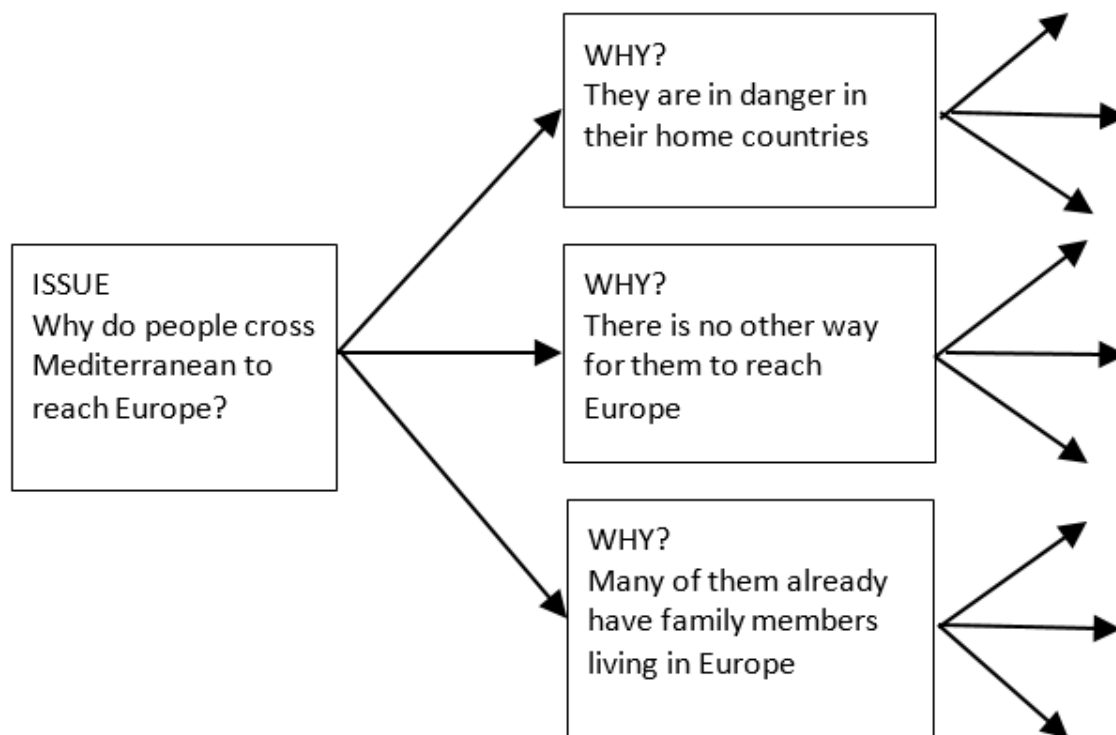 ISSUE
Why do people cross
Mediterranean to
reach Europe?
WHY?
They are in danger in
their home countries
WHY?
There is no other way
for them to reach
Europe
WHY?
Many of them already
have family members
living in Europe